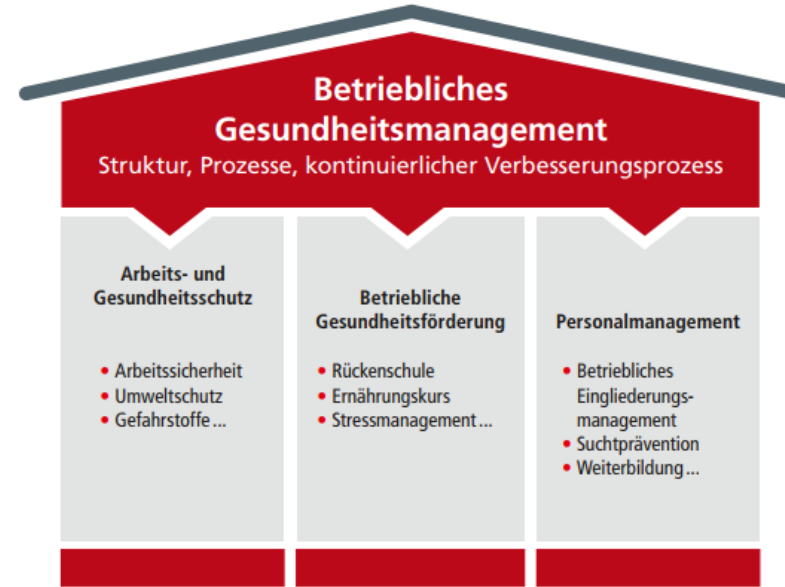 Betriebliches
Gesundheitsmanagement
Struktur, Prozesse, kontinuierlicher Verbesserungsprozess
Arbeits- und
Gesundheitsschutz
• Arbeitssicherheit
• Umweltschutz
• Gefahrstoffe ...
Betriebliche
Gesundheitsförderung
• Rückenschule
• Ernährungskurs
• Stressmanagement ...
Personalmanagement
• Betriebliches
Eingliederungs-
management
• Suchtprävention
• Weiterbildung ...